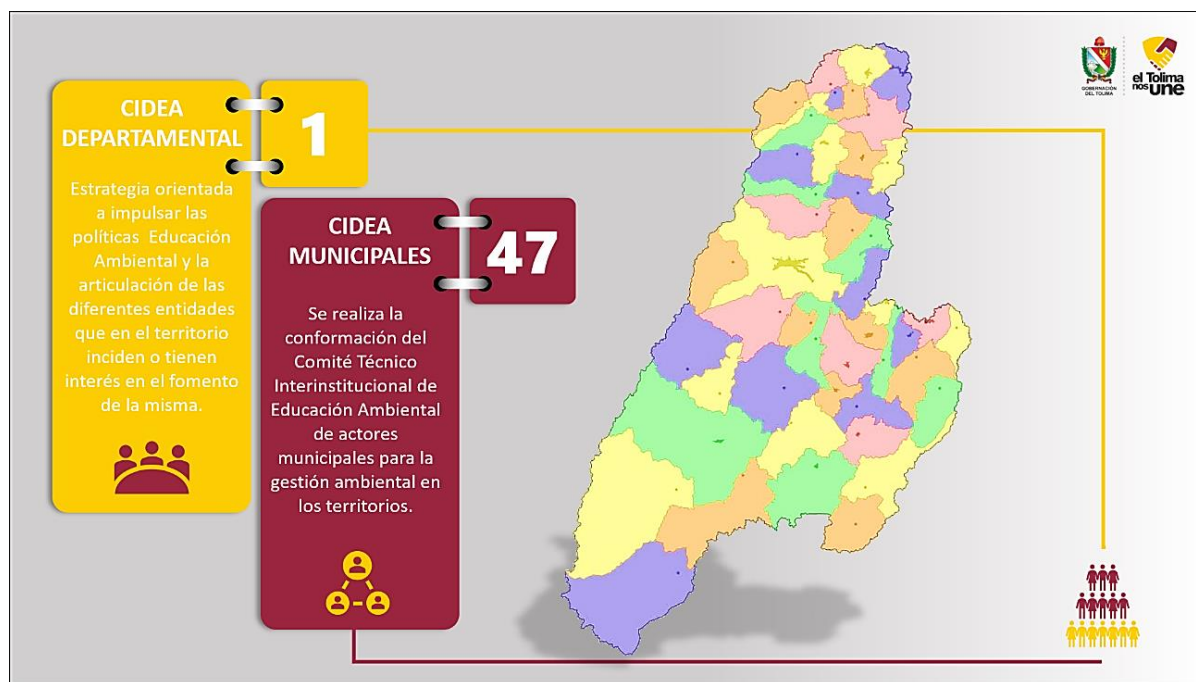 CIDEA
DEPARTAMENTAL
1
Estrategia orientada
a impulsar las
políticas Educación
Ambiental y la
articulación de las
diferentes entidades
que en el territorio
inciden o tienen
interés en el fomento
de la misma.
CIDEA
MUNICIPALES
47
Se realiza la
conformación del
Comité Técnico
Interinstitucional de
Educación Ambiental
de actores
municipales para la
gestión ambiental en
los territorios.
GOBERNACIÓN
DEL TOLIMA
el Tolima
nos UNE